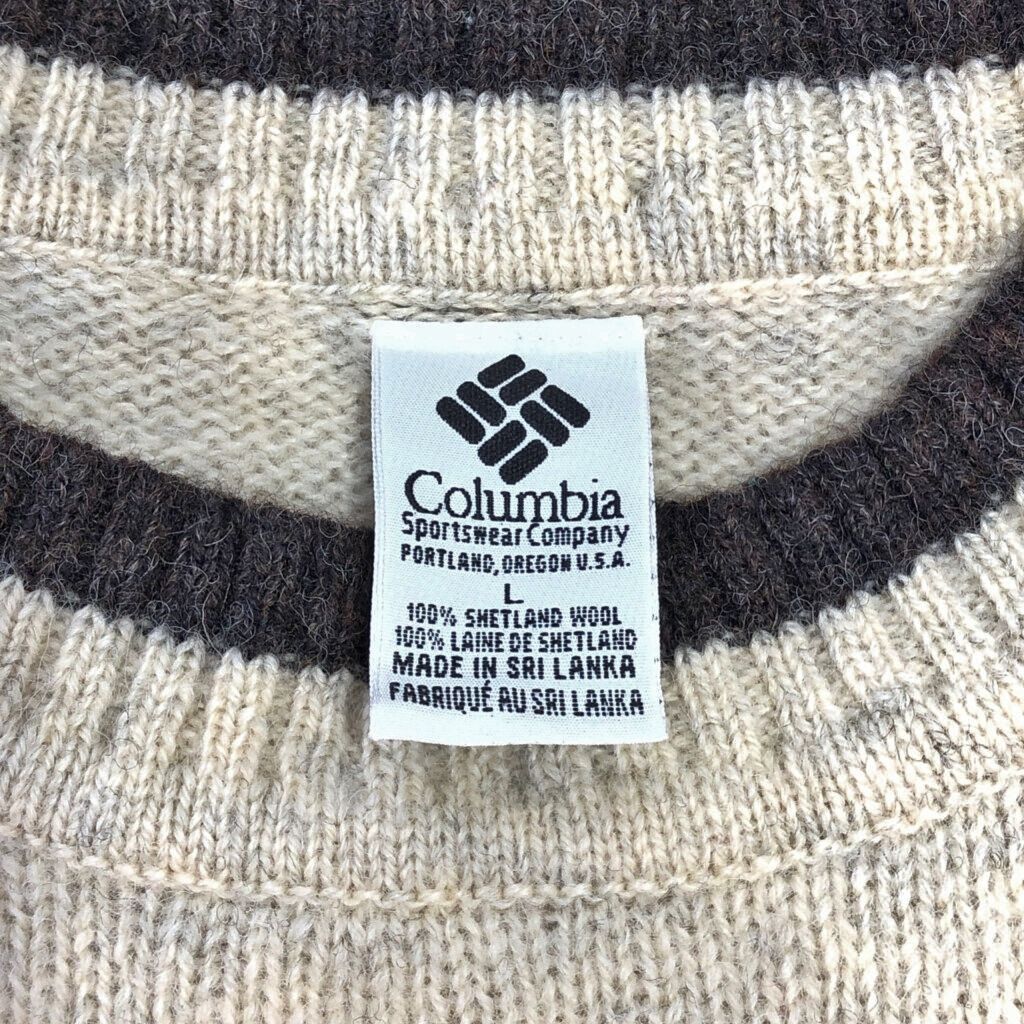 Columbia
Sportswear Company
PORTLAND, OREGON U.S.A.
L
100% SHETLAND WOOL
100% LAINE DE SHETLAND
MADE IN SRI LANKA
FABRIQUÉ AU SRI LANKA